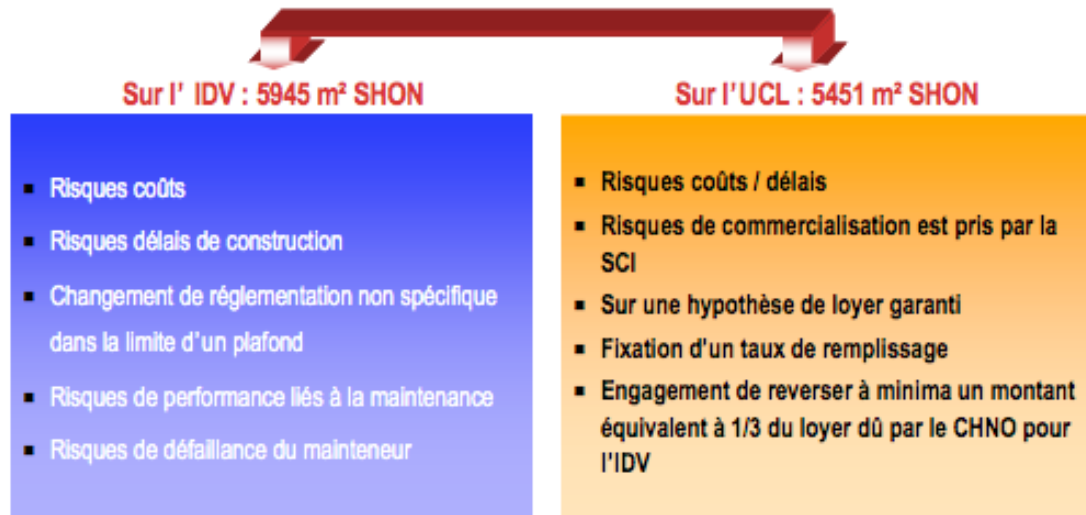 Sur l' IDV : 5945 m² SHON
Sur l'UCL : 5451 m² SHON
▪ Risques coûts
▪ Risques délais de construction
▪ Changement de réglementation non spécifique
dans la limite d'un plafond
▪ Risques de performance liés à la maintenance
▪ Risques de défaillance du mainteneur
▪ Risques coûts / délais
▪ Risques de commercialisation est pris par la
SCI
▪ Sur une hypothèse de loyer garanti
▪ Fixation d'un taux de remplissage
▪ Engagement de reverser à minima un montant
équivalent à 1/3 du loyer dû par le CHNO pour
l'IDV